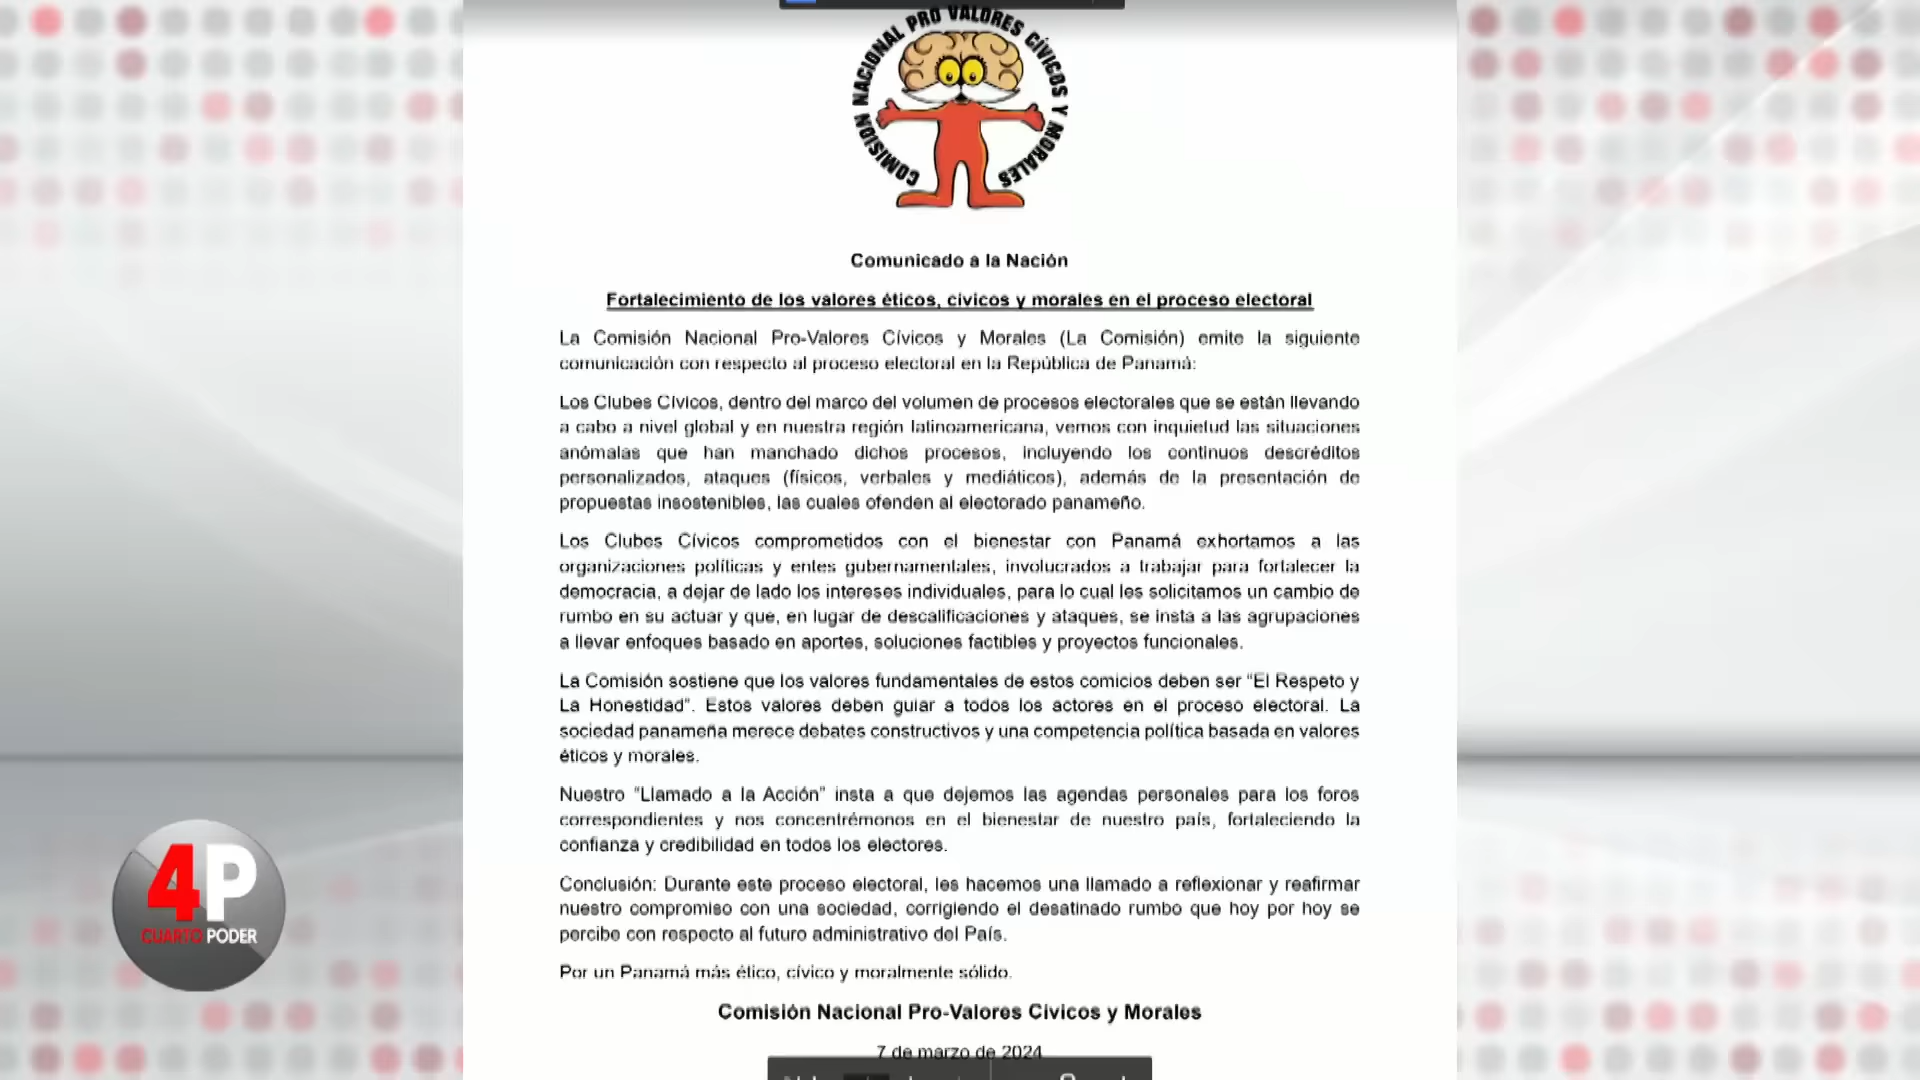 COMISION NACIONAL PRO VALORES CÍVICOS Y MORALES
Comunicado a la Nación
Fortalecimiento de los valores éticos, cívicos y morales en el proceso electoral
La Comisión Nacional Pro-Valores Cívicos y Morales (La Comisión) emite la siguiente
comunicación con respecto al proceso electoral en la República de Panamá:
Los Clubes Cívicos, dentro del marco del volumen de procesos electorales que se están llevando
a cabo a nivel global y en nuestra región latinoamericana, vemos con inquietud las situaciones
anómalas que han manchado dichos procesos, incluyendo los continuos descréditos
personalizados, ataques (físicos, verbales y mediáticos), además de la presentación de
propuestas insostenibles, las cuales ofenden al electorado panameño.
Los Clubes Cívicos comprometidos con el bienestar con Panamá exhortamos a las
organizaciones políticas y entes gubernamentales, involucrados a trabajar para fortalecer la
democracia, a dejar de lado los intereses individuales, para lo cual les solicitamos un cambio de
rumbo en su actuar y que, en lugar de descalificaciones y ataques, se insta a las agrupaciones
a llevar enfoques basado en aportes, soluciones factibles y proyectos funcionales.
La Comisión sostiene que los valores fundamentales de estos comicios deben ser “El Respeto y
La Honestidad”. Estos valores deben guiar a todos los actores en el proceso electoral. La
sociedad panameña merece debates constructivos y una competencia política basada en valores
éticos y morales.
Nuestro “Llamado a la Acción” insta a que dejemos las agendas personales para los foros
correspondientes y nos concentrémonos en el bienestar de nuestro país, fortaleciendo la
confianza y credibilidad en todos los electores.
Conclusión: Durante este proceso electoral, les hacemos una llamado a reflexionar y reafirmar
nuestro compromiso con una sociedad, corrigiendo el desatinado rumbo que hoy por hoy se
percibe con respecto al futuro administrativo del País.
Por un Panamá más ético, cívico y moralmente sólido.
Comisión Nacional Pro-Valores Cívicos y Morales
7 de marzo de 2024
4P
CUARTO PODER